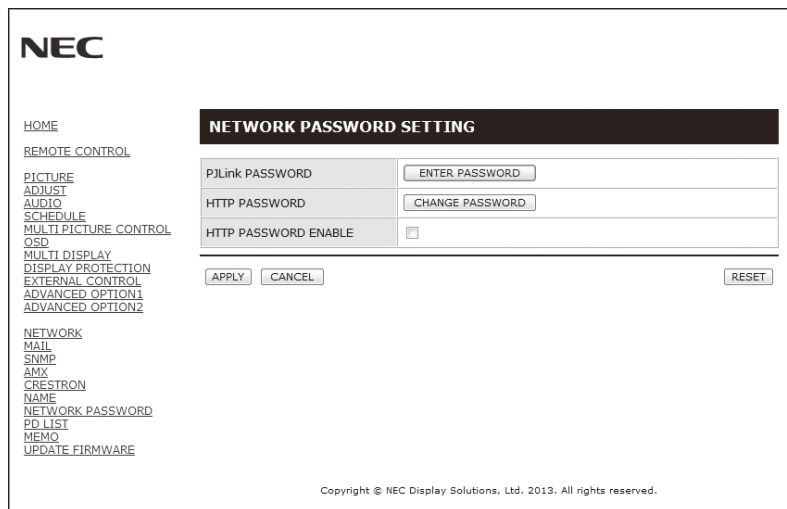 NEC
HOME
REMOTE CONTROL
PICTURE
ADJUST
AUDIO
SCHEDULE
MULTI PICTURE CONTROL
OSD
MULTI DISPLAY
DISPLAY PROTECTION
EXTERNAL CONTROL
ADVANCED OPTION1
ADVANCED OPTION2
NETWORK
MAIL
SNMP
AMX
CRESTRON
NAME
NETWORK PASSWORD
PD LIST
MEMO
UPDATE FIRMWARE
NETWORK PASSWORD SETTING
PJLink PASSWORD ENTER PASSWORD
HTTP PASSWORD CHANGE PASSWORD
HTTP PASSWORD ENABLE
APPLY CANCEL RESET
Copyright © NEC Display Solutions, Ltd. 2013. All rights reserved.